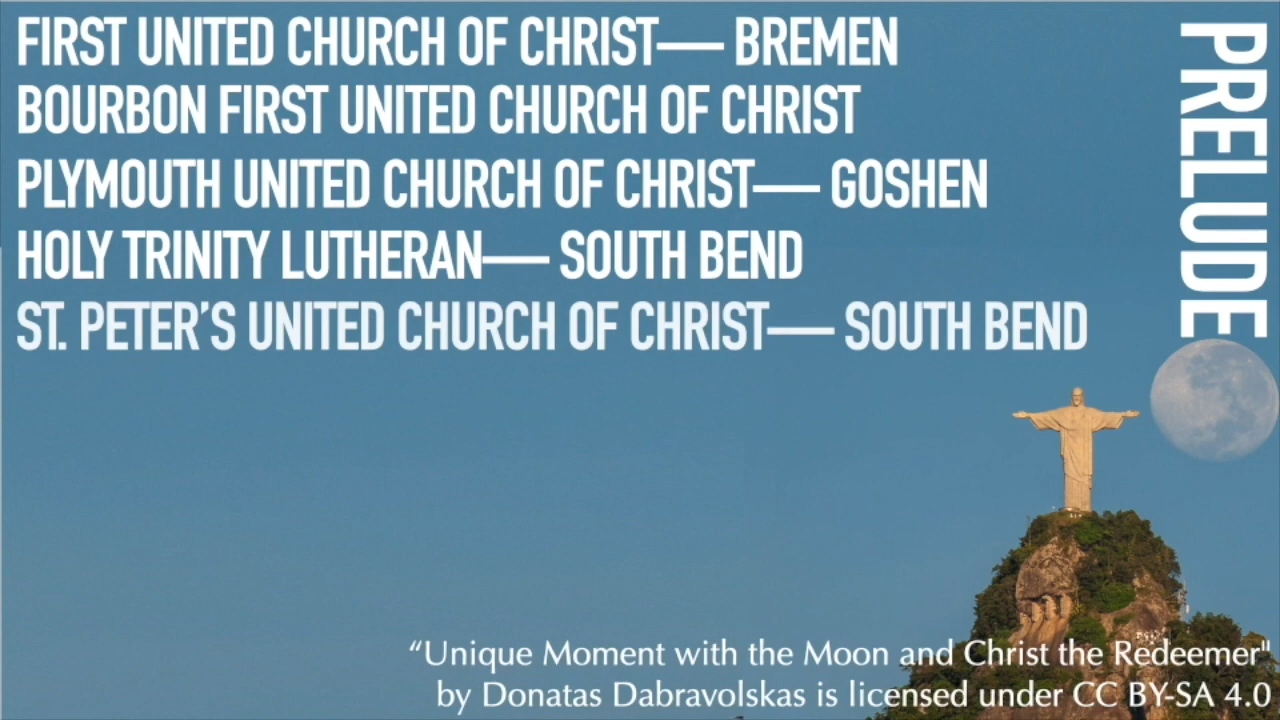 FIRST UNITED CHURCH OF CHRIST— BREMEN
BOURBON FIRST UNITED CHURCH OF CHRIST
PLYMOUTH UNITED CHURCH OF CHRIST— GOSHEN
HOLY TRINITY LUTHERAN— SOUTH BEND
ST. PETER’S UNITED CHURCH OF CHRIST— SOUTH BEND
PRELUDE
“Unique Moment with the Moon and Christ the Redeemer"
by Donatas Dabravolskas is licensed under CC BY-SA 4.0